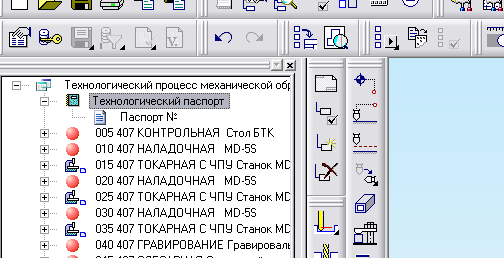 Технологический процесс механической обр
Технологический паспорт
Паспорт №
005 407 КОНТРОЛЬНАЯ Стол БТК
010 407 НАЛАДОЧНАЯ MD-5S
015 407 ТОКАРНАЯ С ЧПУ Станок MD
020 407 НАЛАДОЧНАЯ MD-5S
025 407 ТОКАРНАЯ С ЧПУ Станок MD
030 407 НАЛАДОЧНАЯ MD-5S
035 407 ТОКАРНАЯ С ЧПУ Станок MD
040 407 ГРАВИРОВАНИЕ Гравироваль